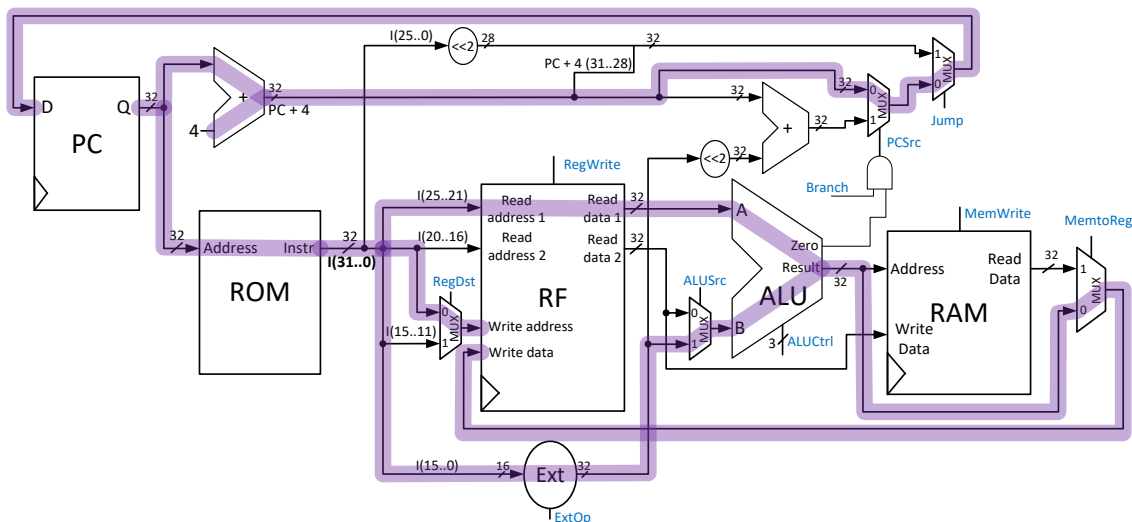 I(25..0)
<<2
28
32
PC + 4 (31..28)
1
MUX
0
Jump
D
32
Q
PC
+
4
32
PC + 4
32
0
MUX
1
PCSrc
32
+
32
<<2
32
Branch
RegWrite
I(25..21)
Read
address 1
Read
data 1
32
I(20..16)
Read
address 2
Read
data 2
32
RegDst
0
MUX
1
I(15..11)
Write address
Write data
RF
32
Address
Instr
32
I(31..0)
ROM
ALUSrc
0
MUX
1
A
B
Zero
Result
32
ALU
3
ALUCtrl
MemWrite
Address
Read
Data
32
RAM
Write
Data
MemtoReg
1
MUX
0
I(15..0)
16
Ext
32
ExtOp